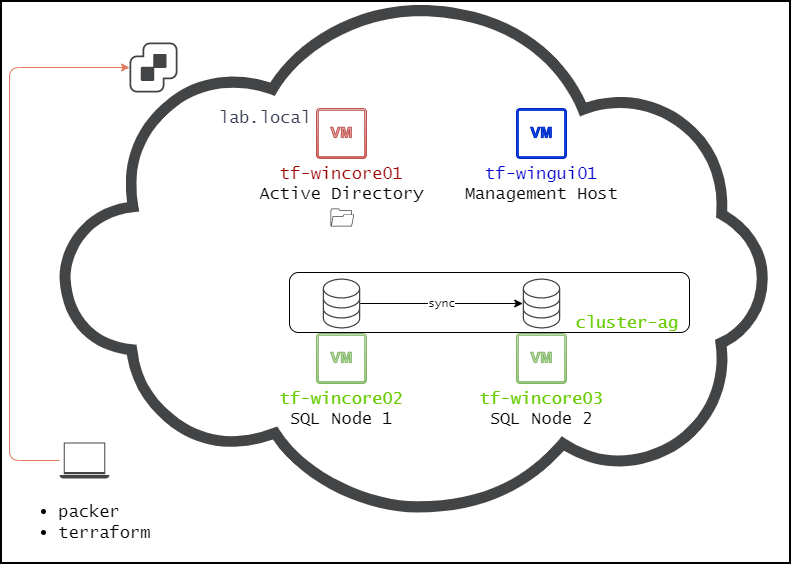 lab.local
VM
VM
tf-wincore01
tf-wingui01
Active Directory
Management Host
sync
cluster-ag
VM
VM
tf-wincore02
tf-wincore03
SQL Node 1
SQL Node 2
• packer
• terraform